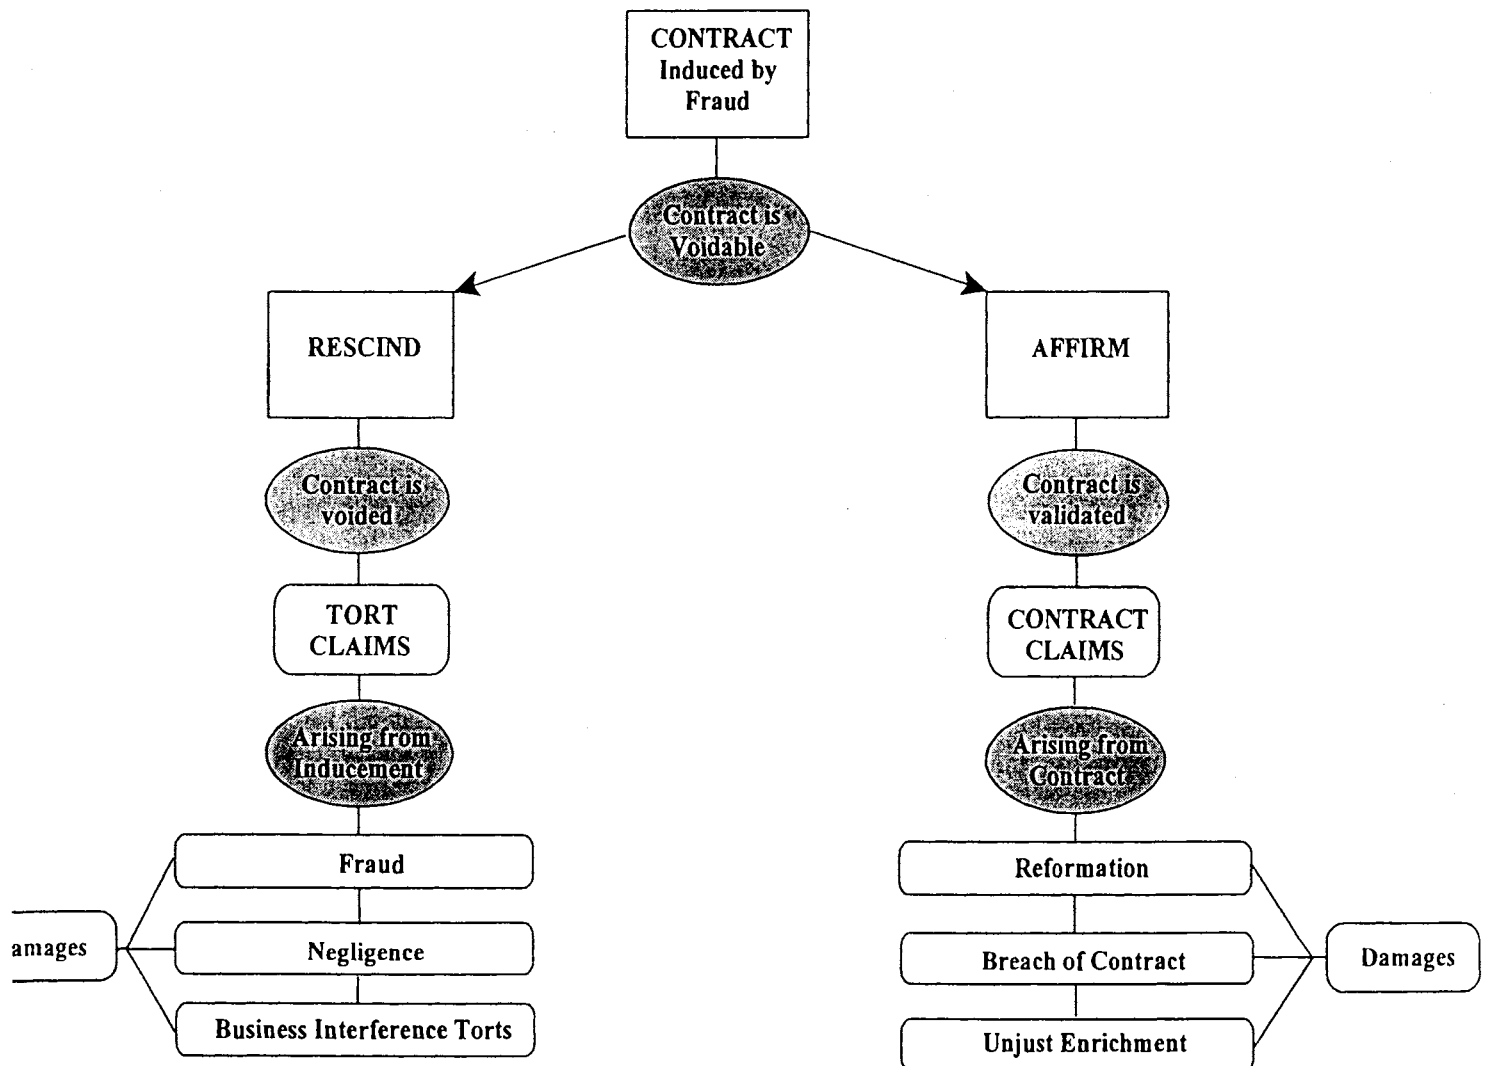 CONTRACT
Induced by
Fraud
Contract is
Voidable
RESCIND
AFFIRM
Contract is
voided
Contract is
validated
TORT
CLAIMS
CONTRACT
CLAIMS
Arising from
Inducement
Arising from
Contract
Fraud
Negligence
Business Interference Torts
amages
Reformation
Breach of Contract
Unjust Enrichment
Damages